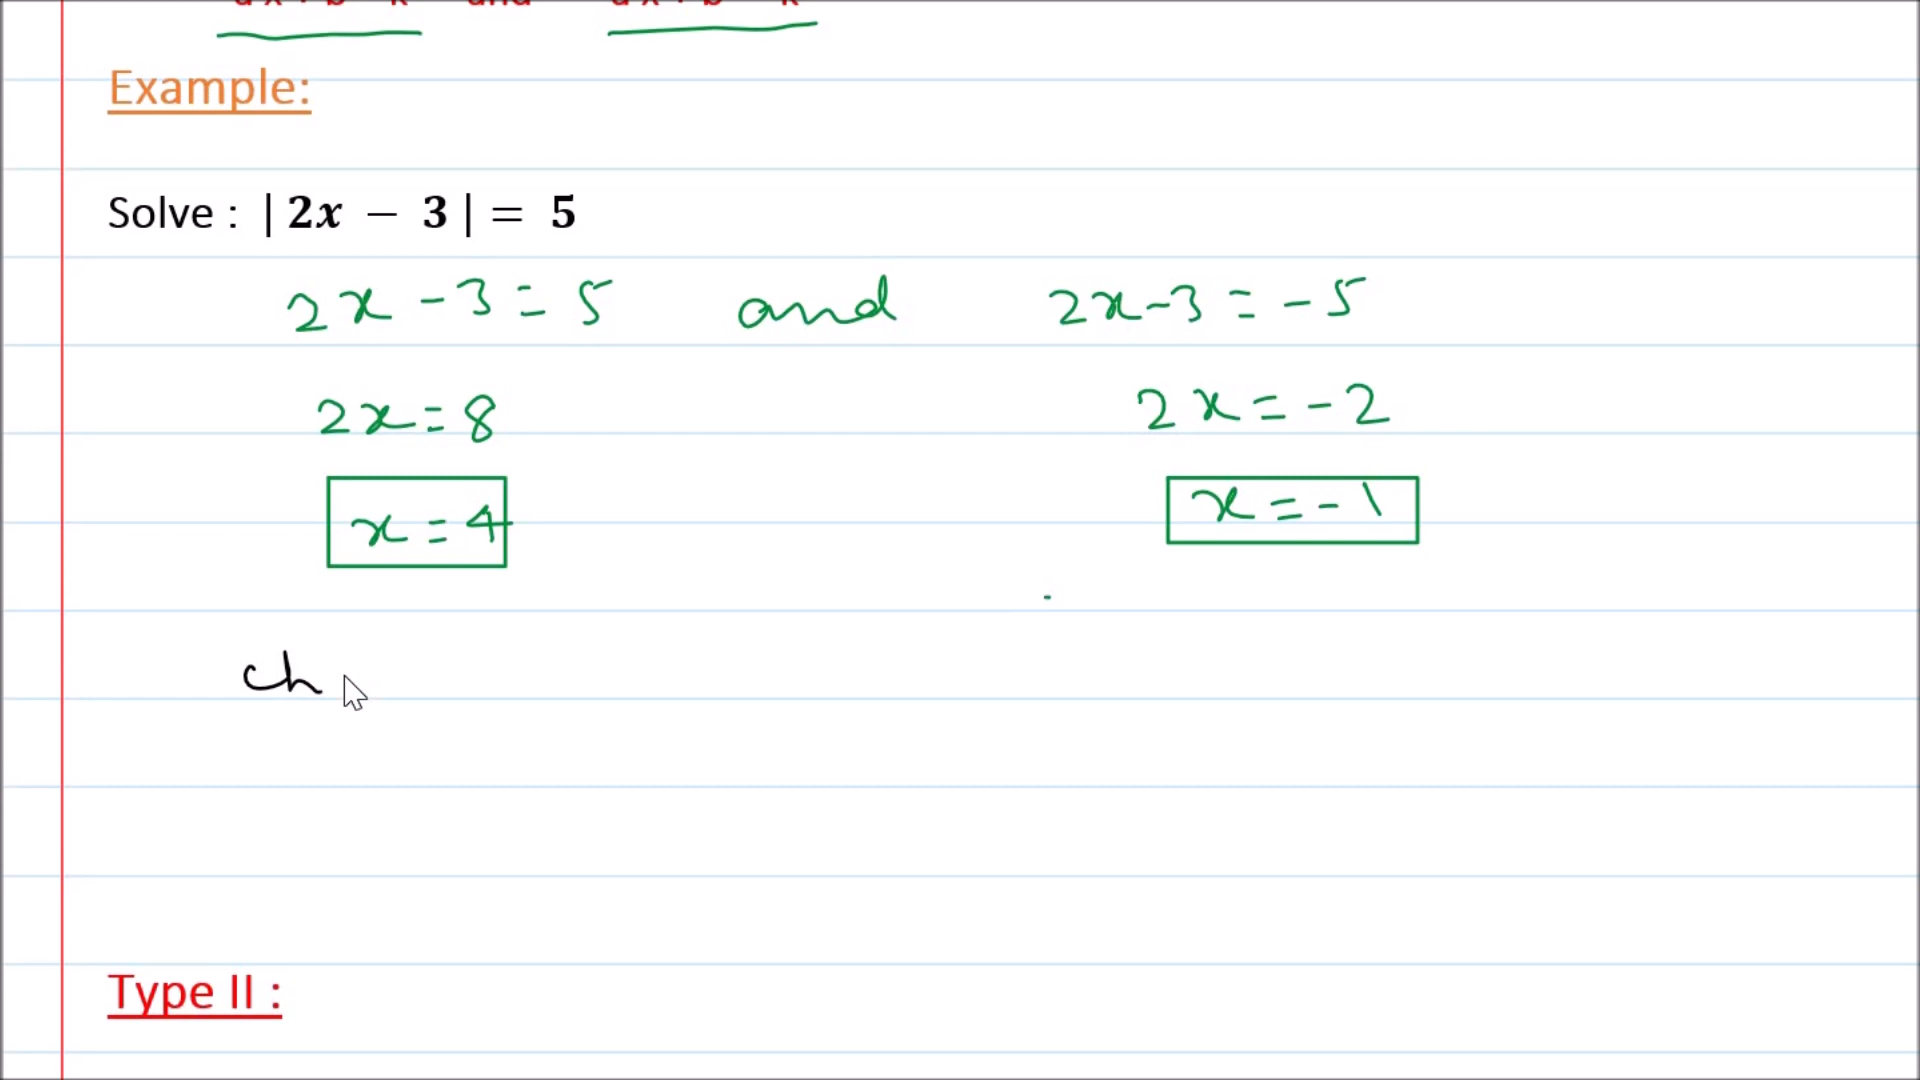 and
Example:
Solve : | 2x − 3 | = 5
2x - 3 = 5 and 2x - 3 = - 5
2x = 8 2x = - 2
x = 4 x = - 1
ch
Type II :